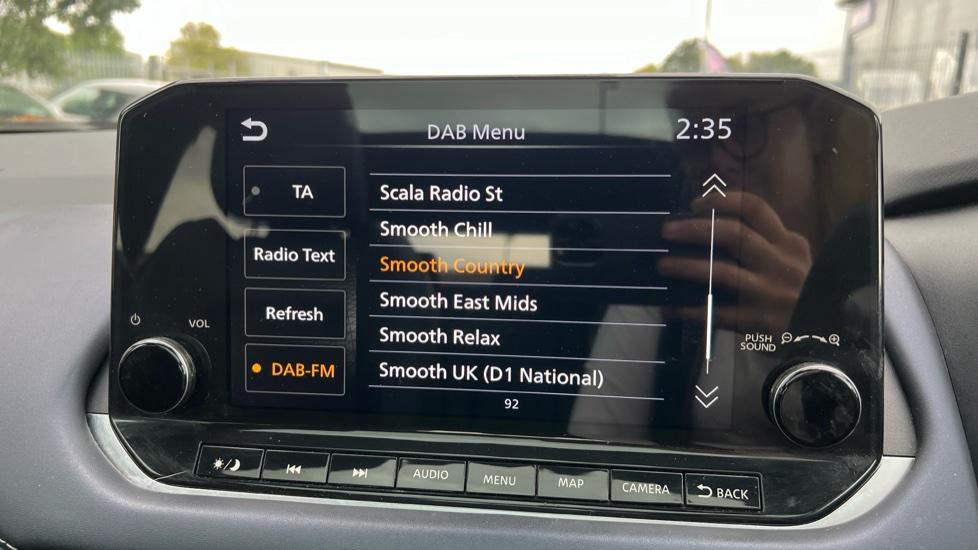 DAB Menu
2:35
TA
Radio Text
Refresh
DAB-FM
Scala Radio St
Smooth Chill
Smooth Country
Smooth East Mids
Smooth Relax
Smooth UK (D1 National)
92
VOL
PUSH
SOUND
AUDIO
MENU
MAP
CAMERA
BACK